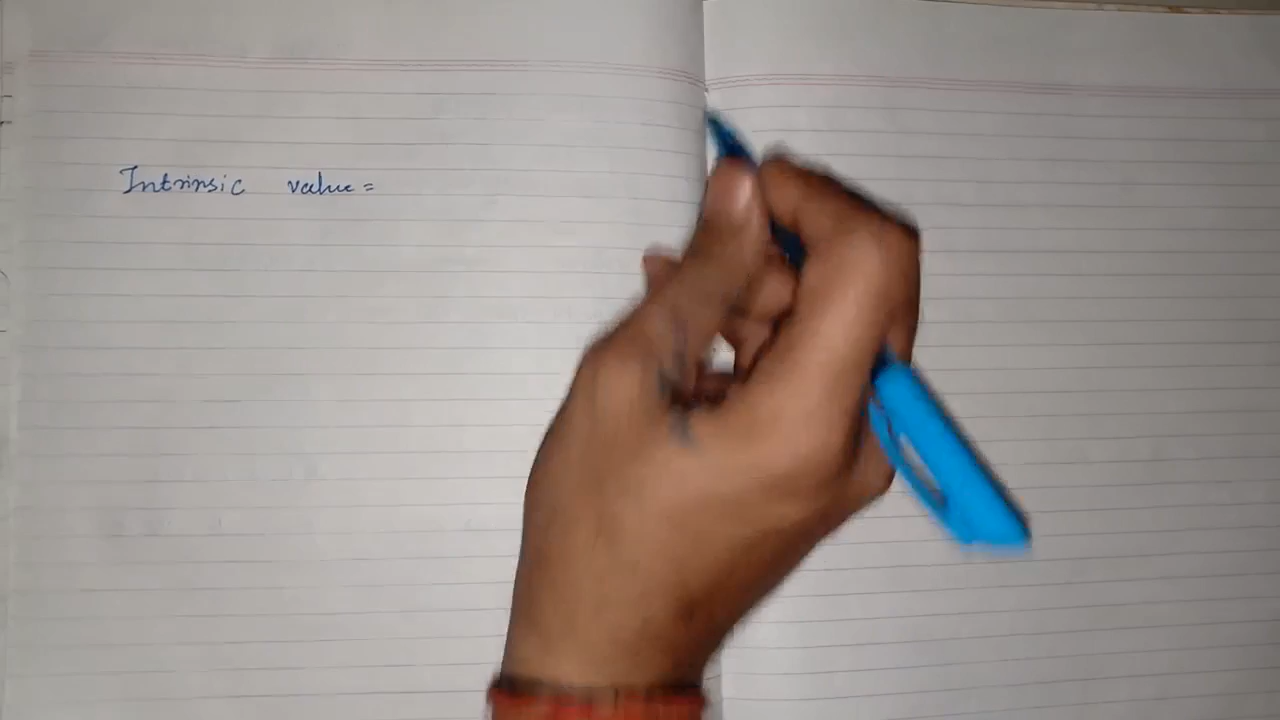 Intrinsic value =